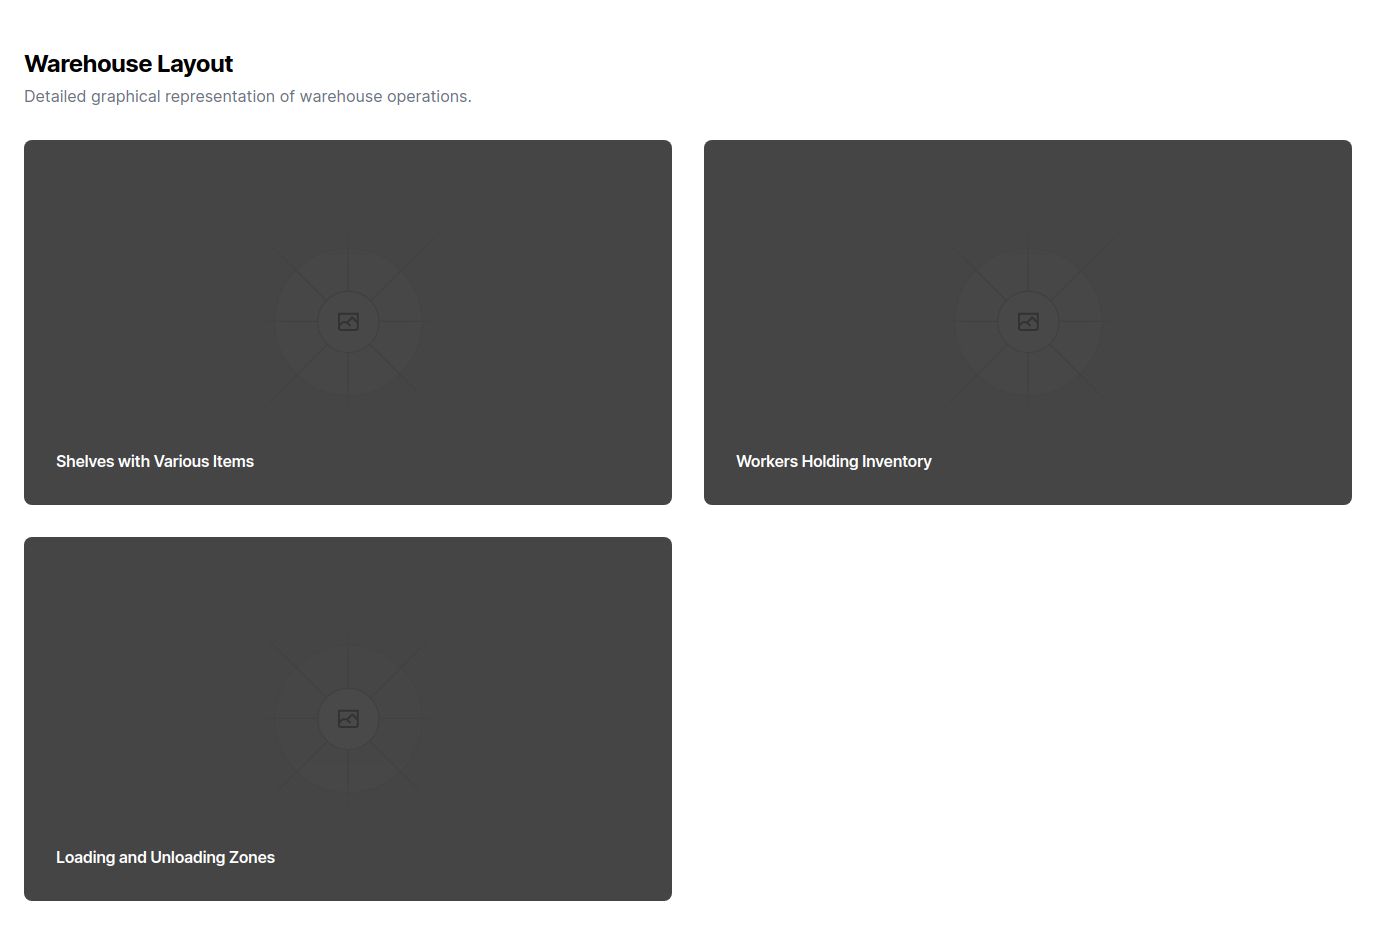 Warehouse Layout
Detailed graphical representation of warehouse operations.
Shelves with Various Items
Workers Holding Inventory
Loading and Unloading Zones